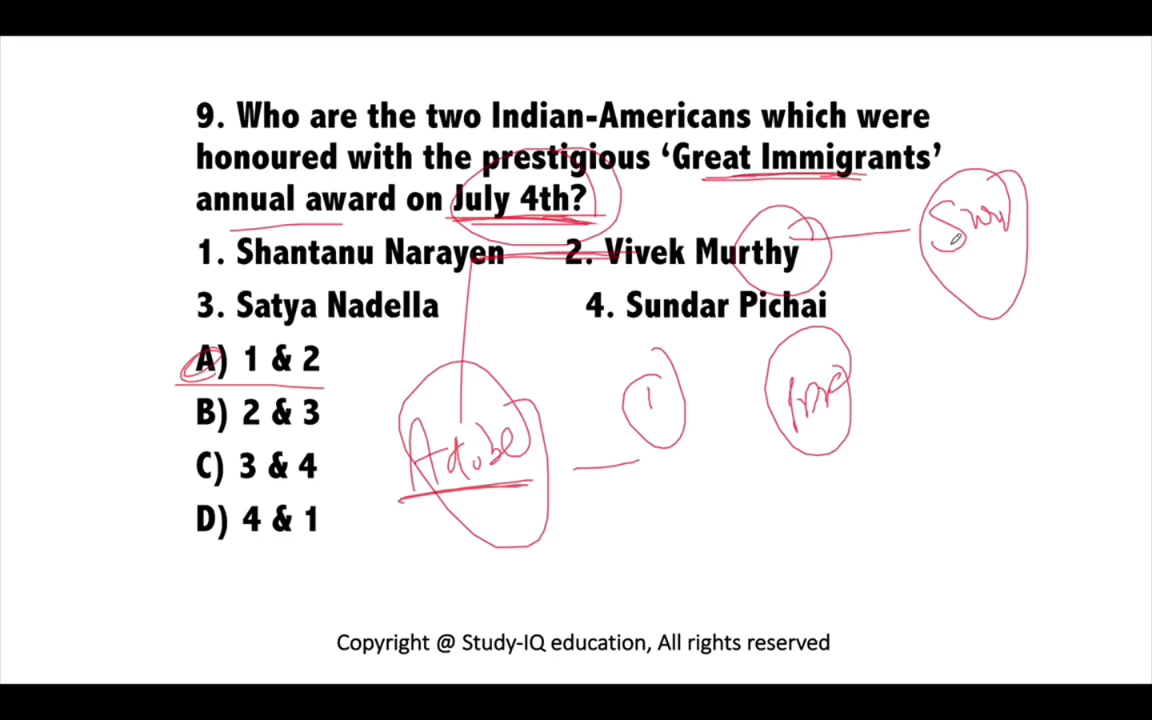 9. Who are the two Indian-Americans which were
honoured with the prestigious ‘Great Immigrants’
annual award on July 4th?
1. Shantanu Narayen 2. Vivek Murthy
3. Satya Nadella 4. Sundar Pichai
A) 1 & 2
B) 2 & 3
C) 3 & 4
D) 4 & 1
Adobe
1
Copyright @ Study-IQ education, All rights reserved